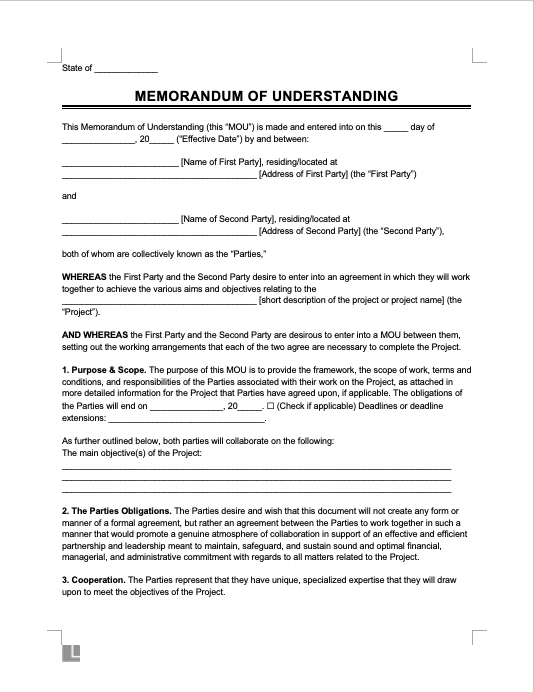 State of _____________
MEMORANDUM OF UNDERSTANDING
This Memorandum of Understanding (this “MOU”) is made and entered into on this _____ day of
_______________, 20_____ (“Effective Date”) by and between:
________________________ [Name of First Party], residing/located at
________________________________________ [Address of First Party] (the “First Party”)
and
________________________ [Name of Second Party], residing/located at
________________________________________ [Address of Second Party] (the “Second Party”),
both of whom are collectively known as the “Parties,”
WHEREAS the First Party and the Second Party desire to enter into an agreement in which they will work
together to achieve the various aims and objectives relating to the
________________________________________ [short description of the project or project name] (the
“Project”).
AND WHEREAS the First Party and the Second Party are desirous to enter into a MOU between them,
setting out the working arrangements that each of the two agree are necessary to complete the Project.
1. Purpose & Scope. The purpose of this MOU is to provide the framework, the scope of work, terms and
conditions, and responsibilities of the Parties associated with their work on the Project, as attached in
more detailed information for the Project that Parties have agreed upon, if applicable. The obligations of
the Parties will end on _______________, 20_____. ☐ (Check if applicable) Deadlines or deadline
extensions: ________________________________.
As further outlined below, both parties will collaborate on the following:
The main objective(s) of the Project:
________________________________________________________________________________
________________________________________________________________________________
________________________________________________________________________________
2. The Parties Obligations. The Parties desire and wish that this document will not create any form or
manner of a formal agreement, but rather an agreement between the Parties to work together in such a
manner that would promote a genuine atmosphere of collaboration in support of an effective and efficient
partnership and leadership meant to maintain, safeguard, and sustain sound and optimal financial,
managerial, and administrative commitment with regards to all matters related to the Project.
3. Cooperation. The Parties represent that they have unique, specialized expertise that they will draw
upon to meet the objectives of the Project.